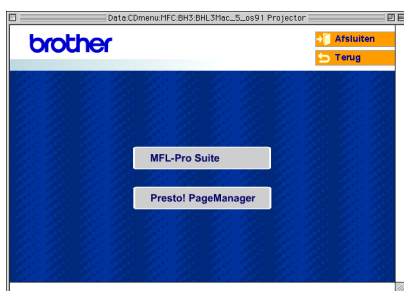 Data:CDmenu:MFC:BH3:BHL3Mac_5_os91 Projector
brother
Afsluiten
Terug
MFL-Pro Suite
Presto! PageManager